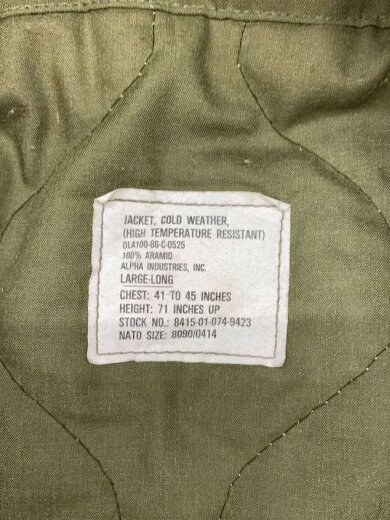 JACKET, COLD WEATHER,
(HIGH TEMPERATURE RESISTANT)
DLA100-86-C-0525
100% ARAMID
ALPHA INDUSTRIES, INC.
LARGE-LONG
CHEST: 41 TO 45 INCHES
HEIGHT: 71 INCHES UP
STOCK NO.: 8415-01-074-9423
NATO SIZE: 8090/0414